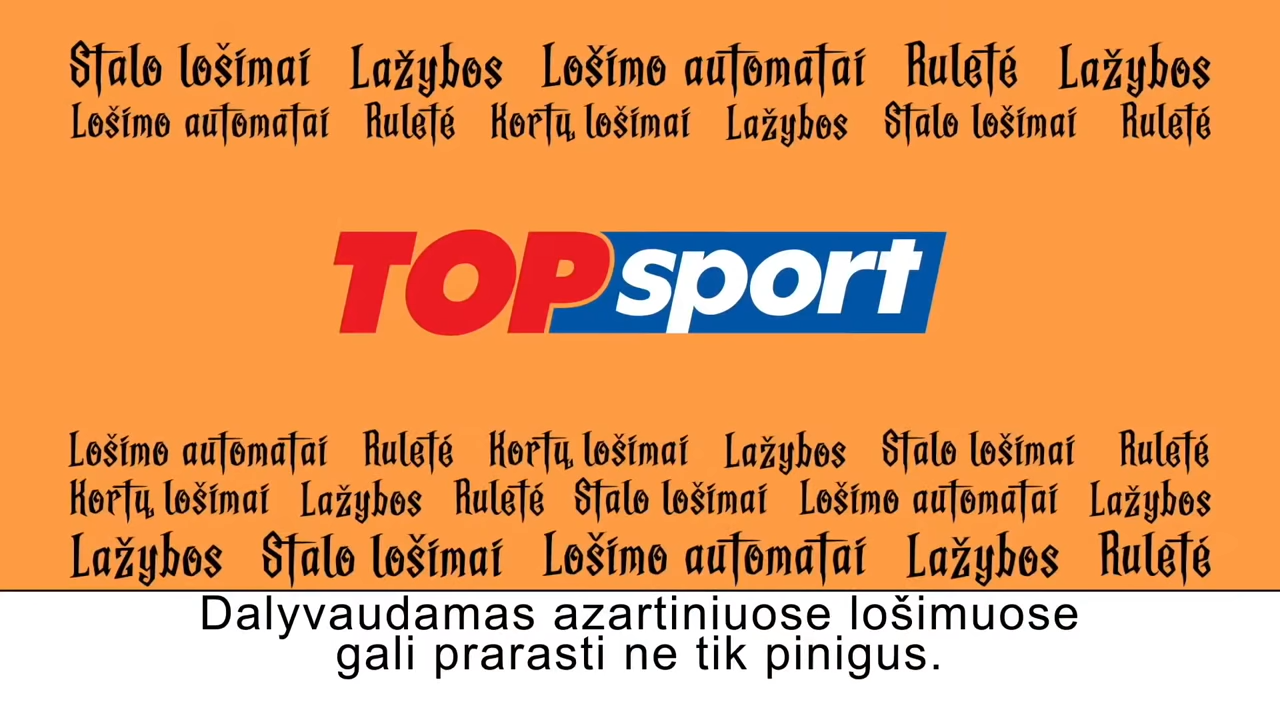 Stalo lošimai Lažybos Lošimo automatai Ruletė Lažybos
Lošimo automatai Ruletė Kortų lošimai Lažybos Stalo lošimai Ruletė
TOPsport
Lošimo automatai Ruletė Kortų lošimai Lažybos Stalo lošimai Ruletė
Kortų lošimai Lažybos Ruletė Stalo lošimai Lošimo automatai Lažybos
Lažybos Stalo lošimai Lošimo automatai Lažybos Ruletė
Dalyvaudamas azartiniuose lošimuose
gali prarasti ne tik pinigus.